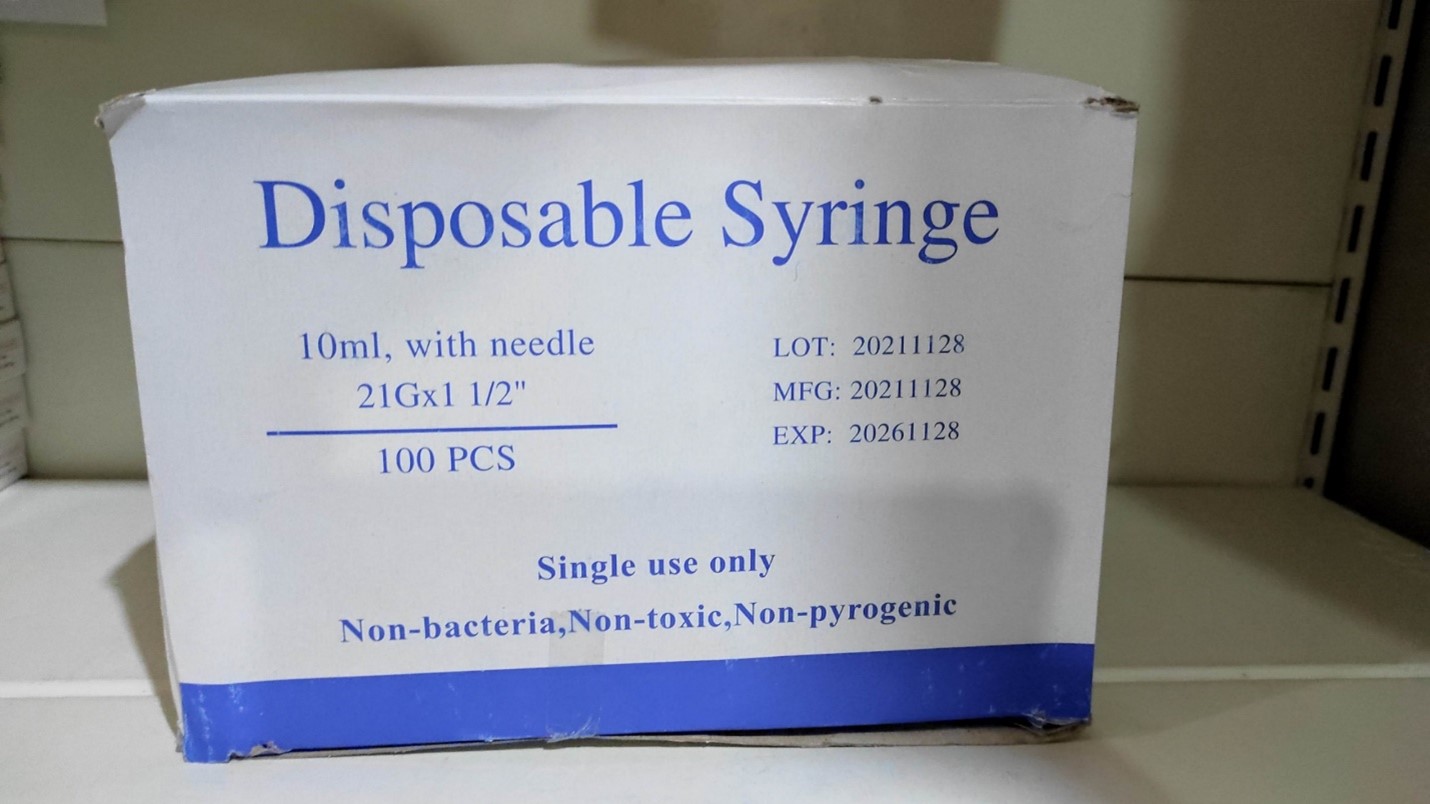 Disposable Syringe
10ml, with needle
21Gx1 1/2"
100 PCS
LOT: 20211128
MFG: 20211128
EXP: 20261128
Single use only
Non-bacteria,Non-toxic,Non-pyrogenic